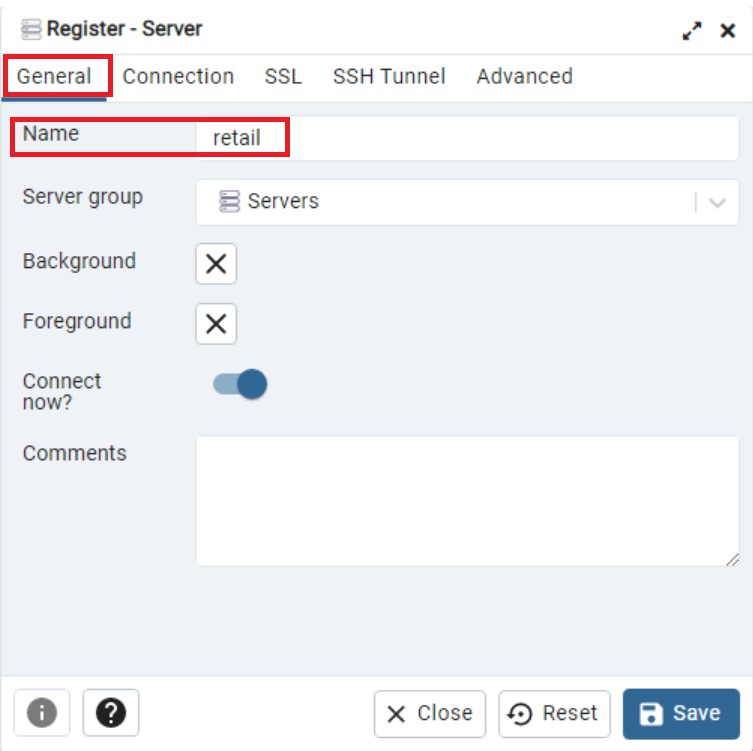 Register - Server
General Connection SSL SSH Tunnel Advanced
Name retail
Server group Servers
Background
Foreground
Connect
now?
Comments
Close Reset Save